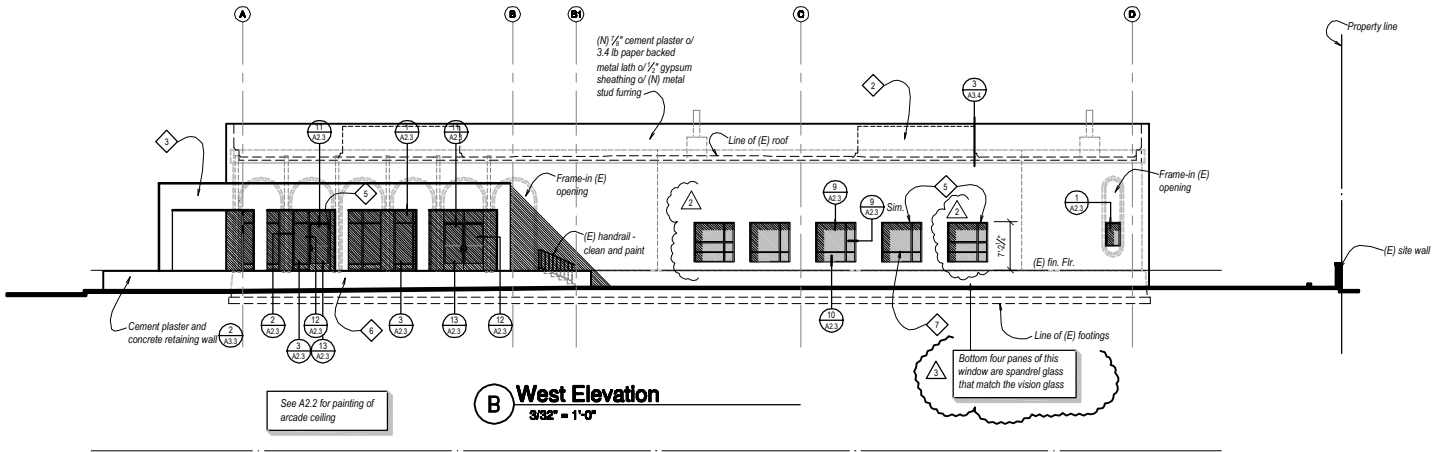 A
B
B1
C
D
Property line
(N) 7/8" cement plaster o/
3.4 lb paper backed
metal lath o/ 1/2" gypsum
sheathing o/ (N) metal
stud furring
2
3
A3.4
3
11
A2.3
1
A2.3
11
A2.3
Line of (E) roof
5
Frame-in (E)
opening
2
9
A2.3
9
A2.3
Sim.
5
2
1
A2.3
Frame-in (E)
opening
(E) handrail -
clean and paint
7'-2 1/4"
(E) fin. Flr.
(E) site wall
Cement plaster and
concrete retaining wall
2
A3.3
2
A2.3
12
A2.3
3
A2.3
13
A2.3
6
3
A2.3
13
A2.3
12
A2.3
10
A2.3
7
Line of (E) footings
3
Bottom four panes of this
window are spandrel glass
that match the vision glass
See A2.2 for painting of
arcade ceiling
B
West Elevation
3/32" = 1'-0"